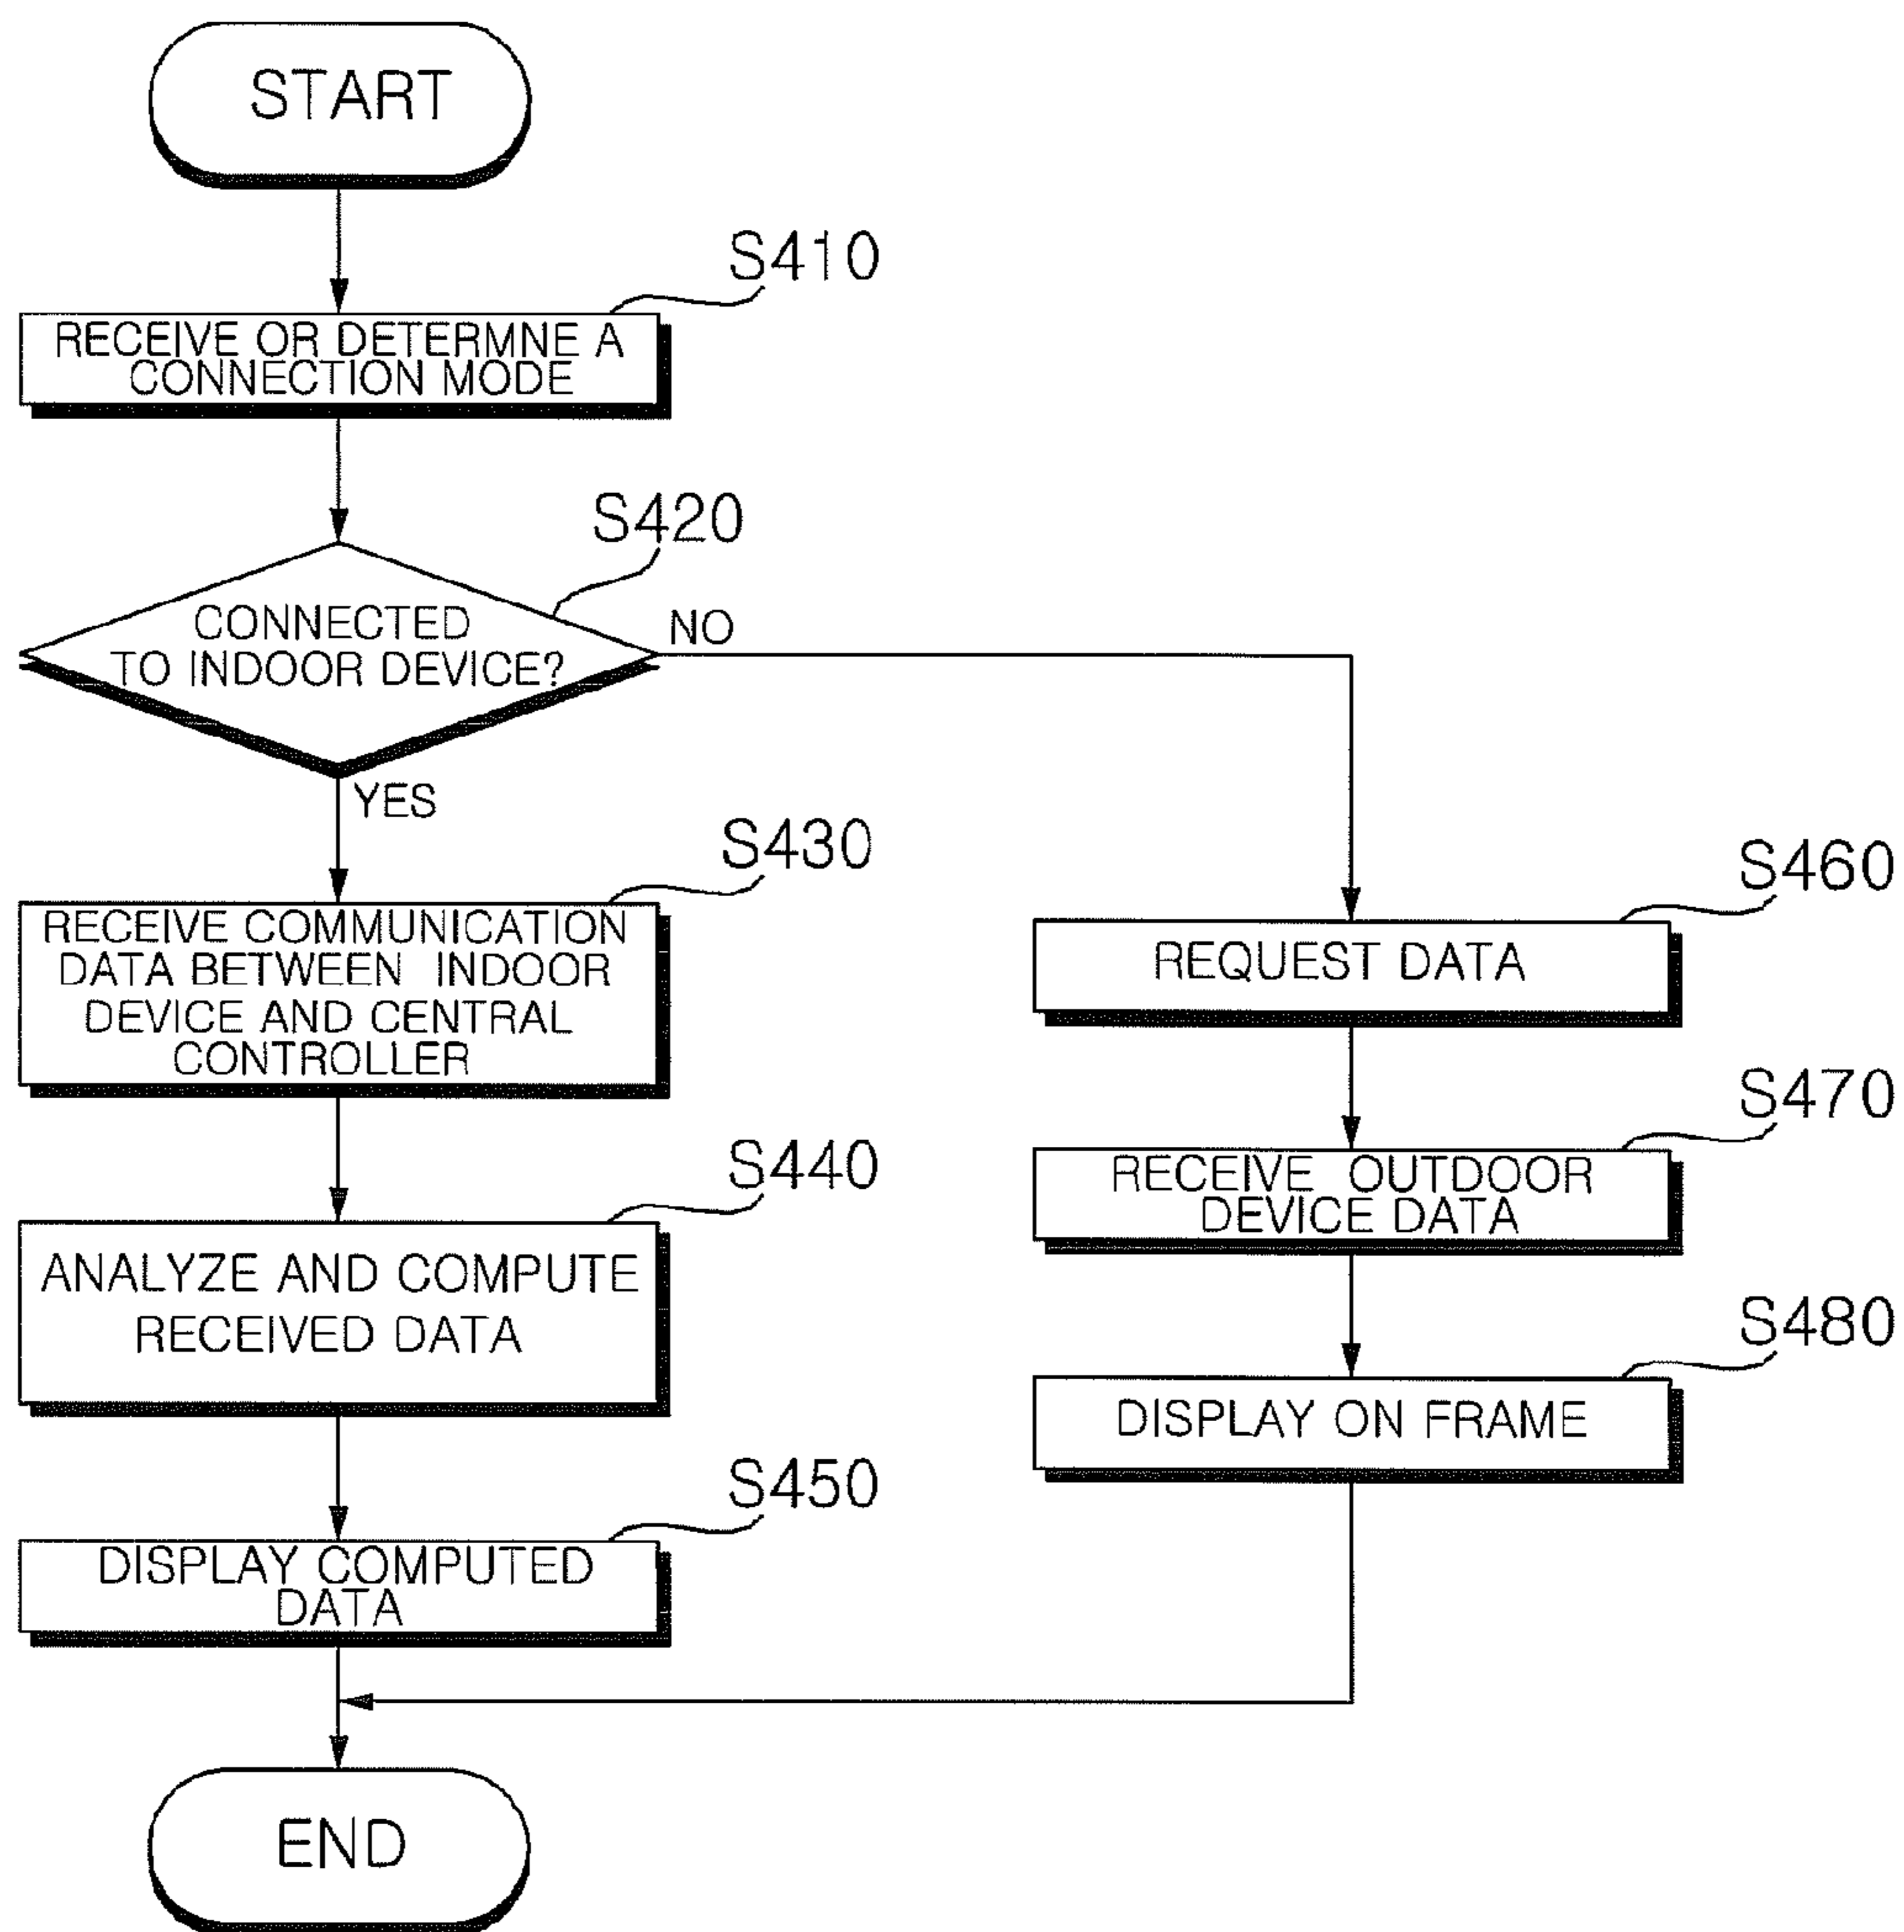 START
S410
RECEIVE OR DETERMNE A
CONNECTION MODE
S420
CONNECTED
TO INDOOR DEVICE?
NO
YES
S430
RECEIVE COMMUNICATION
DATA BETWEEN INDOOR
DEVICE AND CENTRAL
CONTROLLER
S440
ANALYZE AND COMPUTE
RECEIVED DATA
S450
DISPLAY COMPUTED
DATA
S460
REQUEST DATA
S470
RECEIVE OUTDOOR
DEVICE DATA
S480
DISPLAY ON FRAME
END